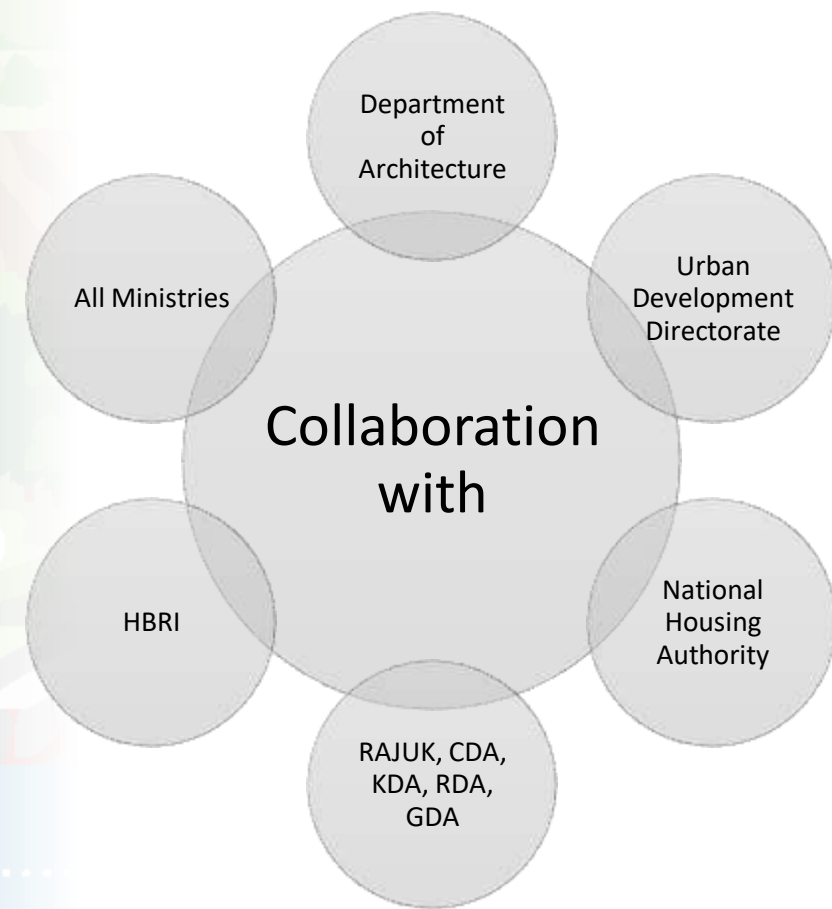 Department
of
Architecture
All Ministries
Urban
Development
Directorate
Collaboration
with
HBRI
National
Housing
Authority
RAJUK, CDA,
KDA, RDA,
GDA